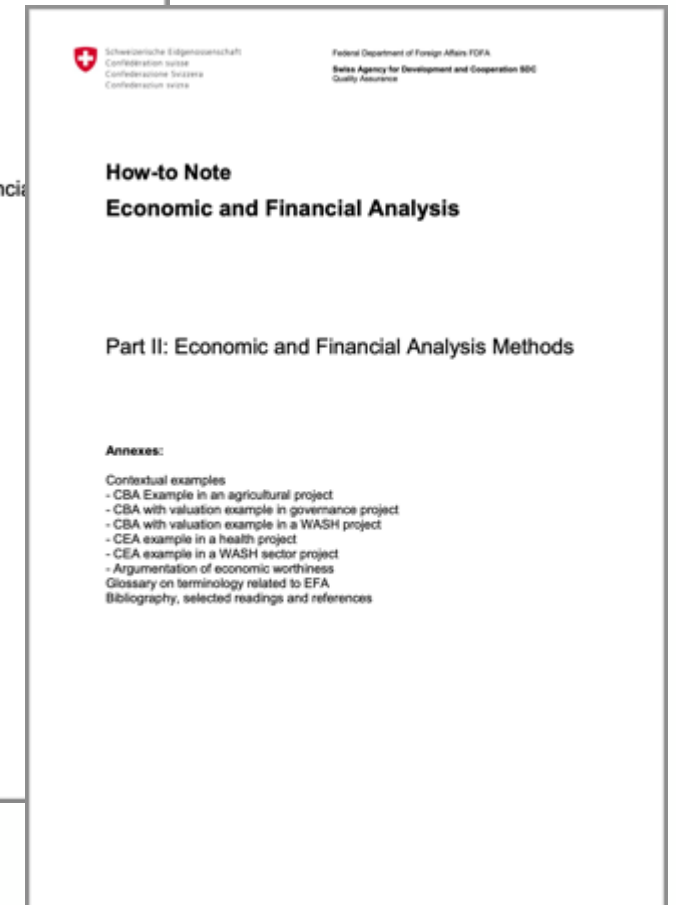 Schweizerische Eidgenossenschaft
Confédération suisse
Confederazione Svizzera
Confederaziun svizra
Federal Department of Foreign Affairs FDFA
Swiss Agency for Development and Cooperation SDC
Quality Assurance
How-to Note
Economic and Financial Analysis
Part II: Economic and Financial Analysis Methods
Annexes:
Contextual examples
- CBA Example in an agricultural project
- CBA with valuation example in governance project
- CBA with valuation example in a WASH project
- CEA example in a health project
- CEA example in a WASH sector project
- Argumentation of economic worthiness
Glossary on terminology related to EFA
Bibliography, selected readings and references